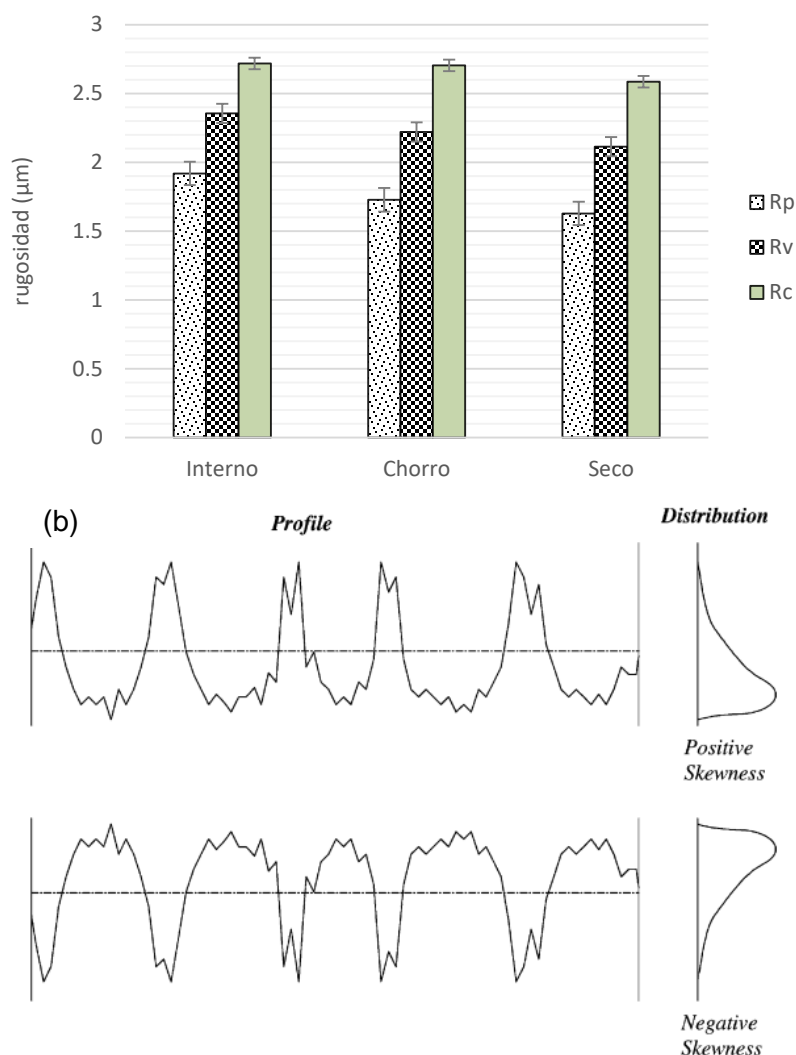 3
2.5
2
1.5
1
0.5
0
rugosidad (µm)
Interno
Chorro
Seco
Rp
Rv
Rc
(b)
Profile
Distribution
Positive
Skewness
Negative
Skewness